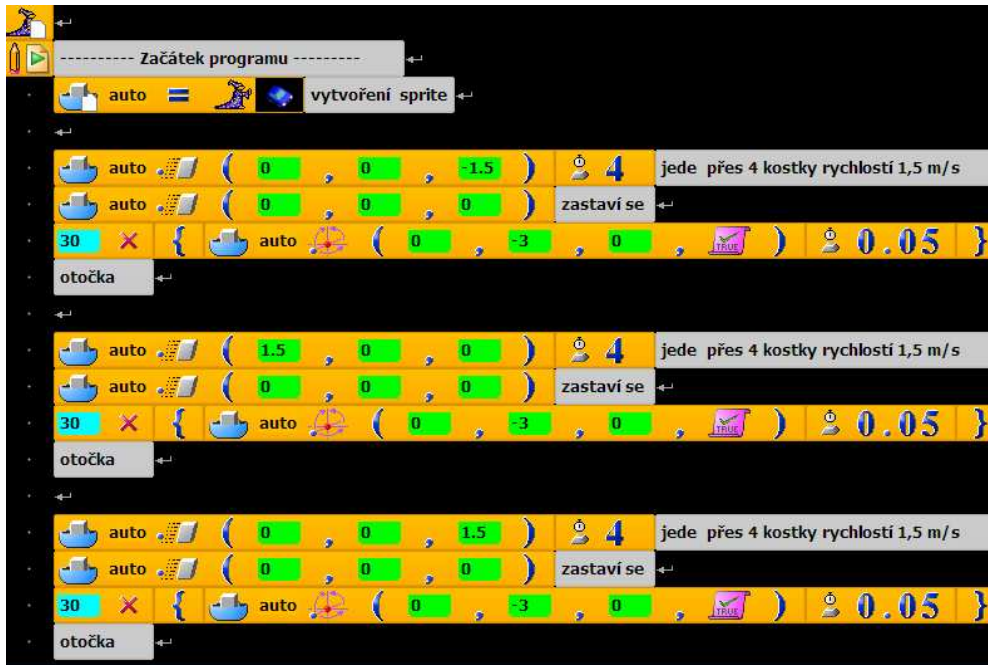 ---------- Začátek programu ---------
auto = vytvoření sprite
auto ( 0 , 0 , -1.5 ) 4 jede přes 4 kostky rychlostí 1,5 m/s
auto ( 0 , 0 , 0 ) zastaví se
30 × { auto ( 0 , -3 , 0 , TRUE ) 0.05 }
otočka
auto ( 1.5 , 0 , 0 ) 4 jede přes 4 kostky rychlostí 1,5 m/s
auto ( 0 , 0 , 0 ) zastaví se
30 × { auto ( 0 , -3 , 0 , TRUE ) 0.05 }
otočka
auto ( 0 , 0 , 1.5 ) 4 jede přes 4 kostky rychlostí 1,5 m/s
auto ( 0 , 0 , 0 ) zastaví se
30 × { auto ( 0 , -3 , 0 , TRUE ) 0.05 }
otočka